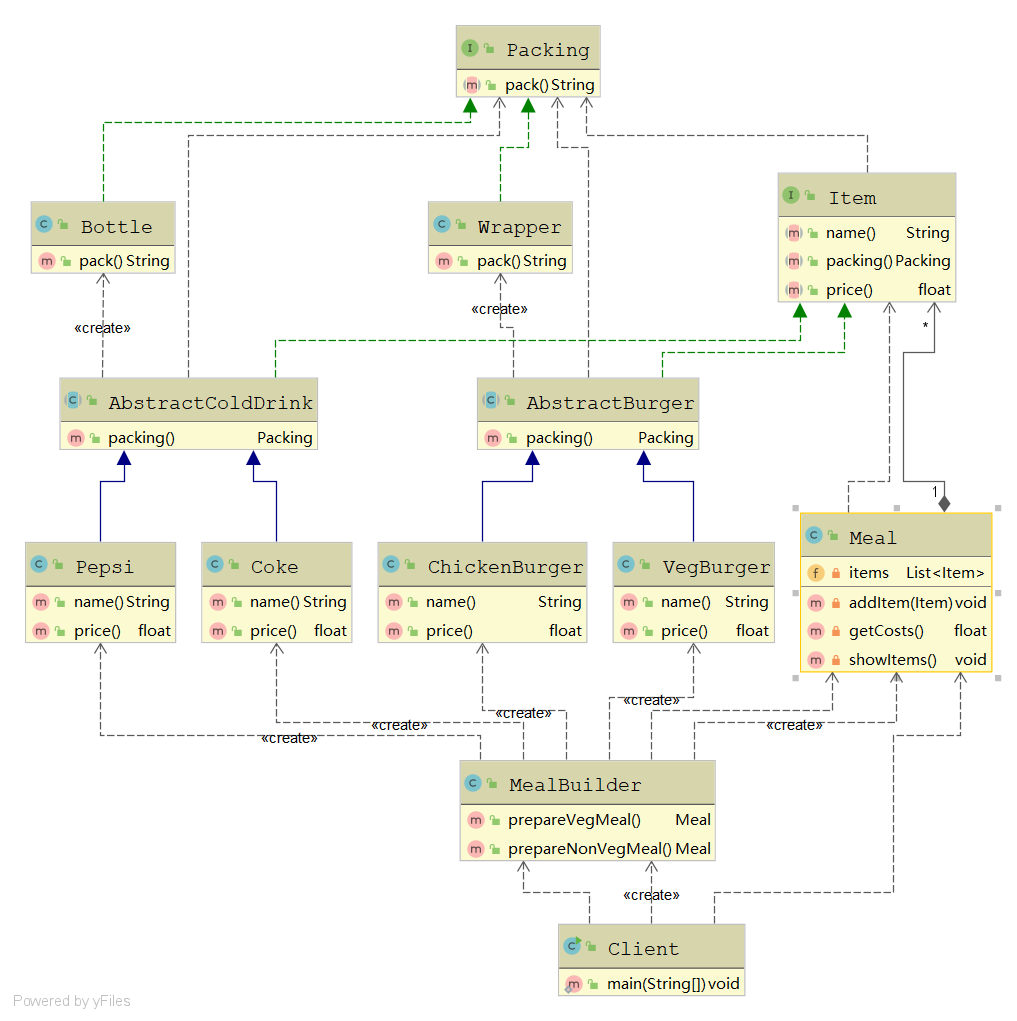 Packing
pack() String
Bottle
pack() String
Wrapper
pack() String
Item
name() String
packing() Packing
price() float
«create»
«create»
*
AbstractColdDrink
packing() Packing
AbstractBurger
packing() Packing
1
Pepsi
name() String
price() float
Coke
name() String
price() float
ChickenBurger
name() String
price() float
VegBurger
name() String
price() float
Meal
items List<Item>
addItem(Item) void
getCosts() float
showItems() void
«create»
«create»
«create»
«create»
«create»
MealBuilder
prepareVegMeal() Meal
prepareNonVegMeal() Meal
«create»
Client
main(String[]) void
Powered by yFiles